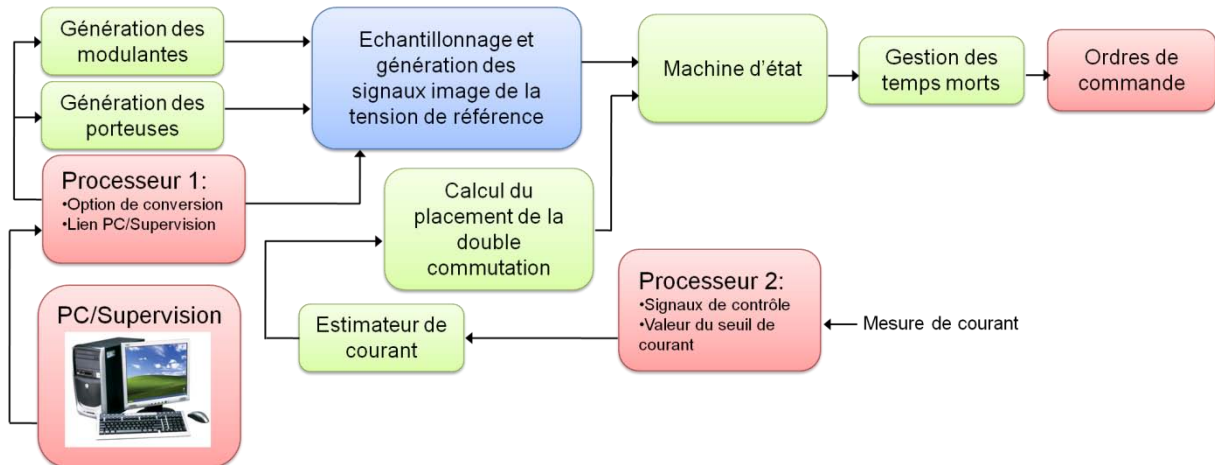 Génération des
modulantes
Génération des
porteuses
Echantillonnage et
génération des
signaux image de la
tension de référence
Machine d'état
Gestion des
temps morts
Ordres de
commande
Processeur 1:
•Option de conversion
•Lien PC/Supervision
Calcul du
placement de la
double
commutation
Processeur 2:
•Signaux de contrôle
•Valeur du seuil de
courant
Mesure de courant
Estimateur de
courant
PC/Supervision